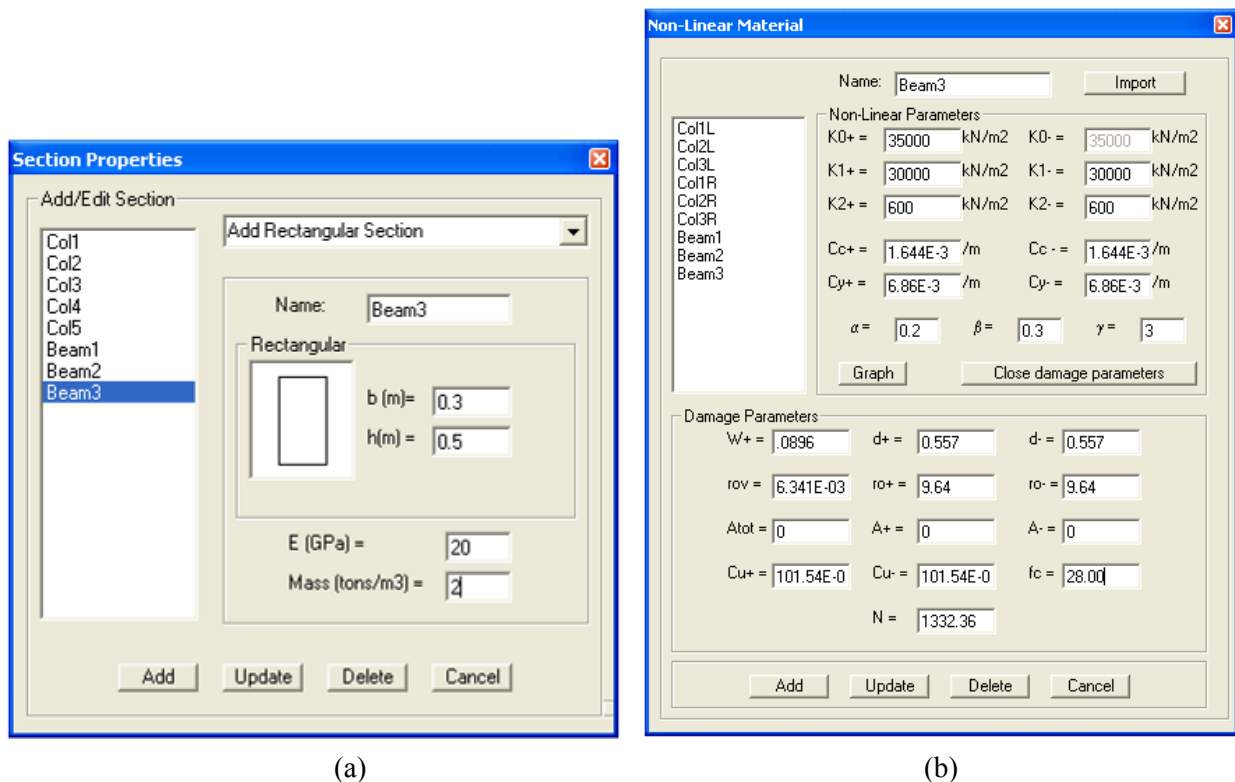 Section Properties
Add/Edit Section
Col1
Col2
Col3
Col4
Col5
Beam1
Beam2
Beam3
Add Rectangular Section
Name: Beam3
Rectangular
b (m)= 0.3
h(m) = 0.5
E (GPa) = 20
Mass (tons/m3) = 2
Add Update Delete Cancel
(a)
Non-Linear Material
Name: Beam3 Import
Col1L
Col2L
Col3L
Col1R
Col2R
Col3R
Beam1
Beam2
Beam3
Non-Linear Parameters
K0+ = 35000 kN/m2 K0- = 35000 kN/m2
K1+ = 30000 kN/m2 K1- = 30000 kN/m2
K2+ = 600 kN/m2 K2- = 600 kN/m2
Cc+ = 1.644E-3 /m Cc - = 1.644E-3 /m
Cy+ = 6.86E-3 /m Cy- = 6.86E-3 /m
α = 0.2 β = 0.3 γ = 3
Graph Close damage parameters
Damage Parameters
W+ = .0896 d+ = 0.557 d- = 0.557
rov = 6.341E-03 ro+ = 9.64 ro- = 9.64
Atot = 0 A+ = 0 A- = 0
Cu+ = 101.54E-0 Cu- = 101.54E-0 fc = 28.00
N = 1332.36
Add Update Delete Cancel
(b)